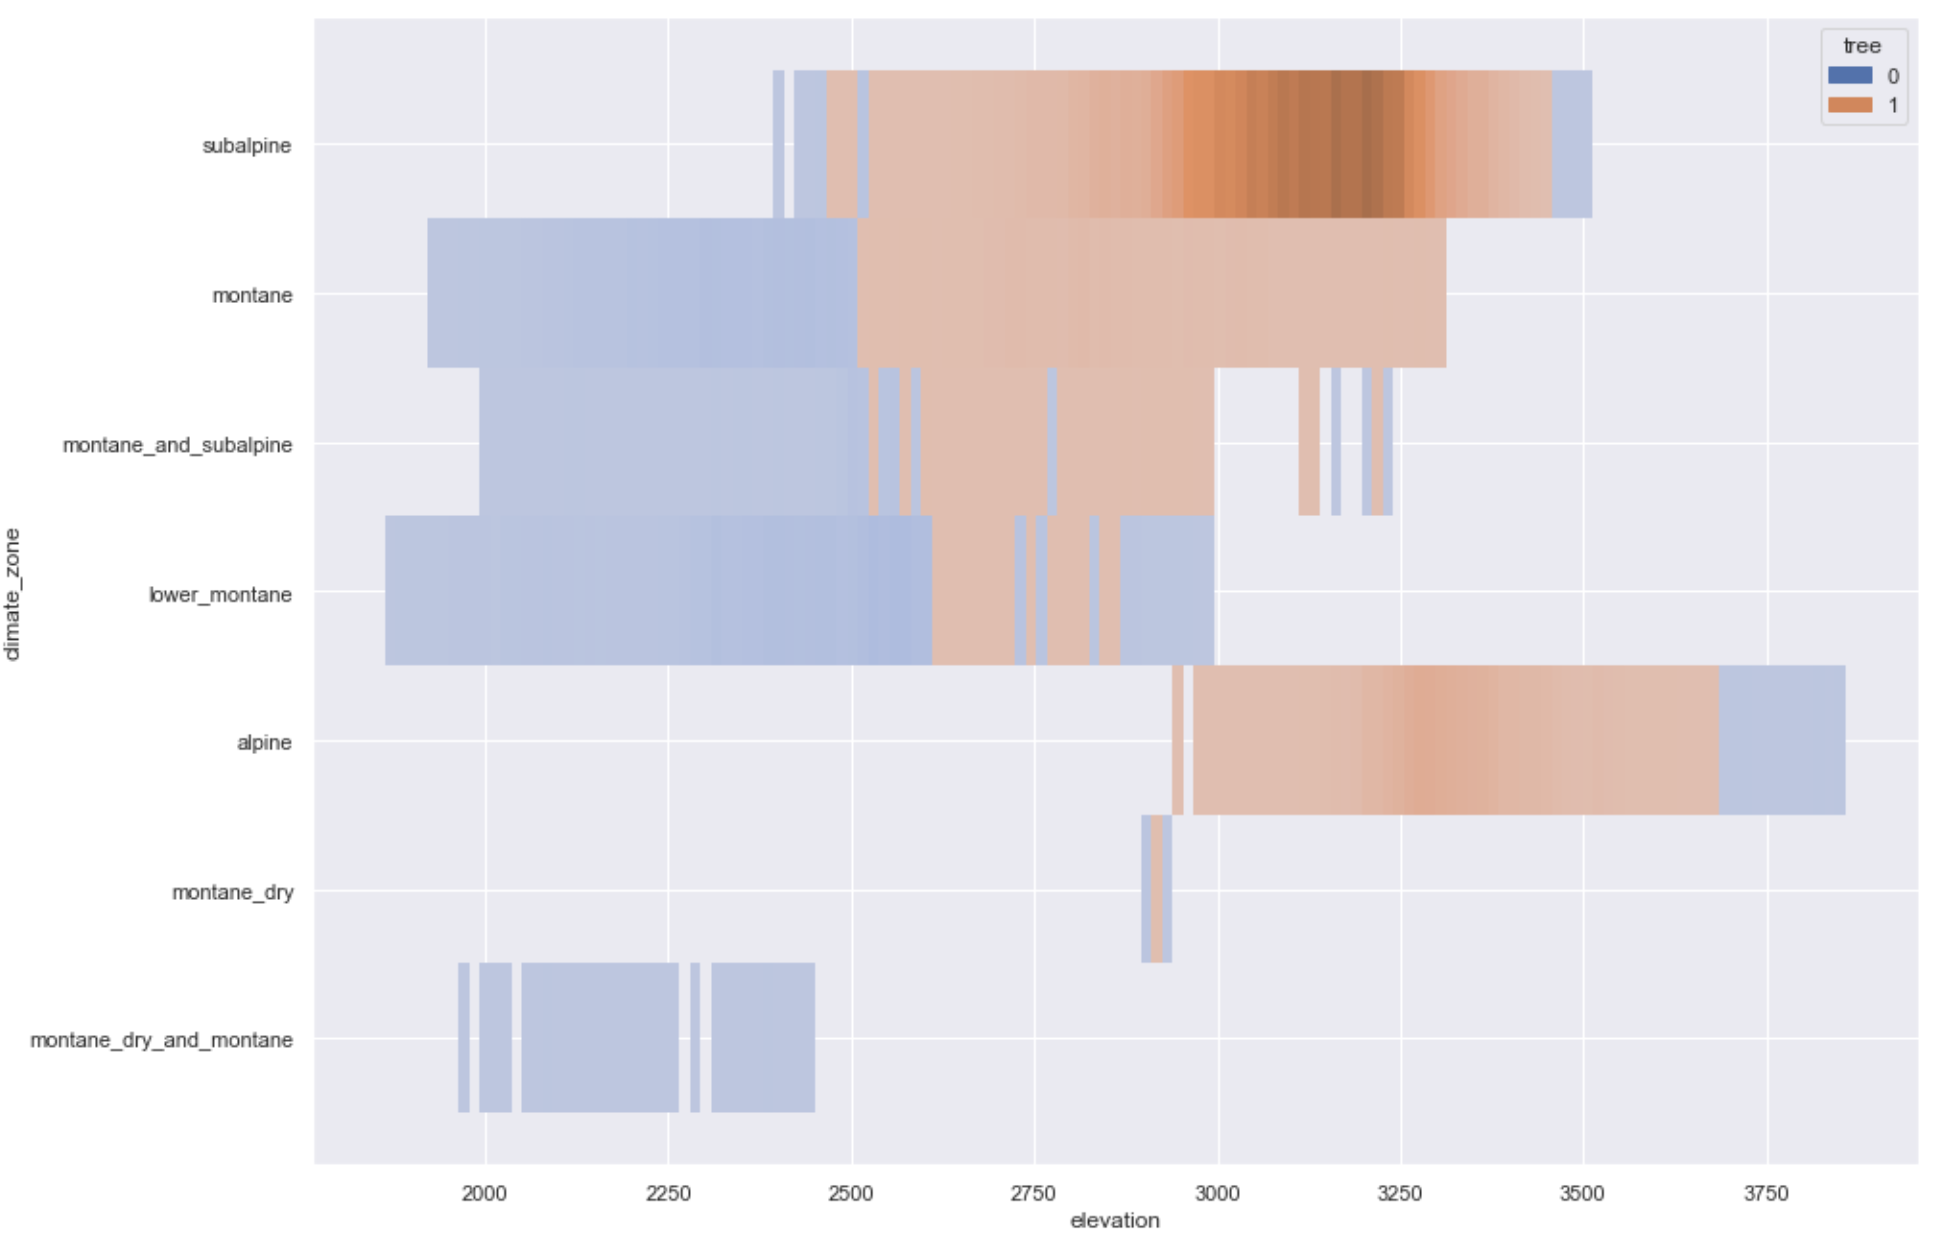 tree
0
1
subalpine
montane
montane_and_subalpine
lower_montane
alpine
montane_dry
montane_dry_and_montane
climate_zone
2000 2250 2500 2750 3000 3250 3500 3750
elevation